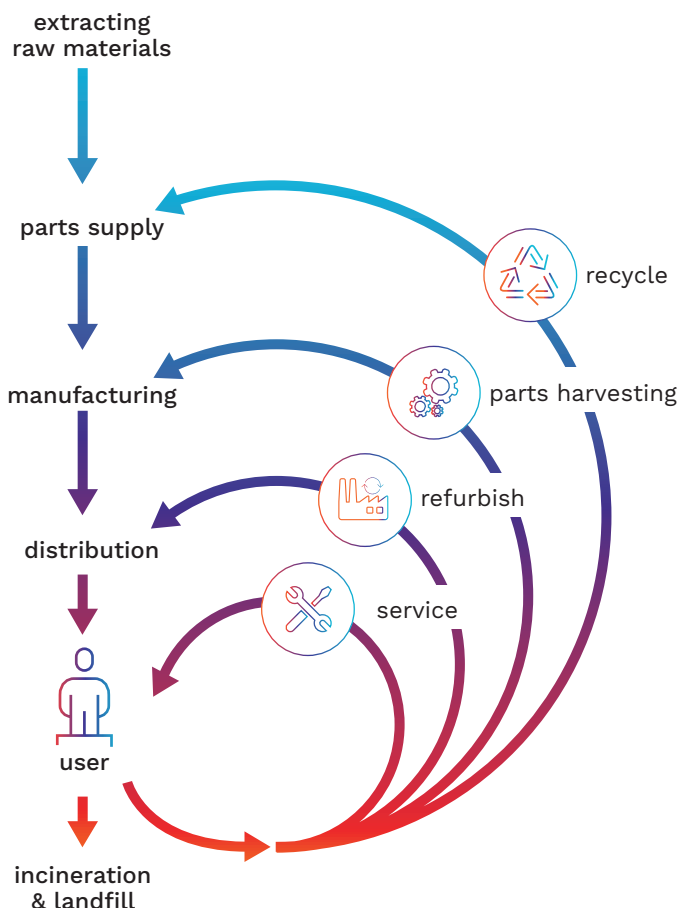 extracting
raw materials
parts supply
recycle
manufacturing
parts harvesting
refurbish
distribution
service
user
incineration
& landfill